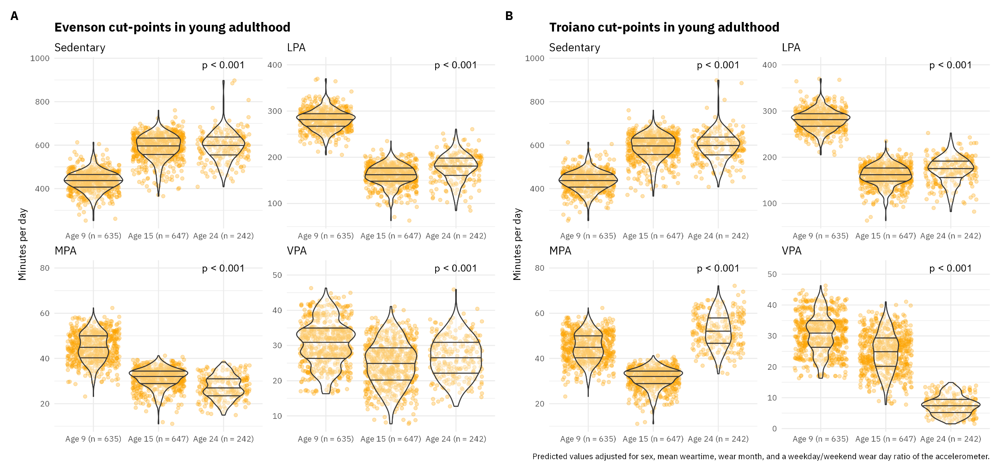 A
Evenson cut-points in young adulthood
Sedentary
1000
800
600
400
p < 0.001
Age 9 (n = 635) Age 15 (n = 647) Age 24 (n = 242)
LPA
400
300
200
100
p < 0.001
Age 9 (n = 635) Age 15 (n = 647) Age 24 (n = 242)
Minutes per day
MPA
80
60
40
20
p < 0.001
Age 9 (n = 635) Age 15 (n = 647) Age 24 (n = 242)
VPA
50
40
30
20
10
p < 0.001
Age 9 (n = 635) Age 15 (n = 647) Age 24 (n = 242)
B
Troiano cut-points in young adulthood
Sedentary
1000
800
600
400
p < 0.001
Age 9 (n = 635) Age 15 (n = 647) Age 24 (n = 242)
LPA
400
300
200
100
p < 0.001
Age 9 (n = 635) Age 15 (n = 647) Age 24 (n = 242)
Minutes per day
MPA
80
60
40
20
p < 0.001
Age 9 (n = 635) Age 15 (n = 647) Age 24 (n = 242)
VPA
50
40
30
20
10
0
p < 0.001
Age 9 (n = 635) Age 15 (n = 647) Age 24 (n = 242)
Predicted values adjusted for sex, mean weartime, wear month, and a weekday/weekend wear day ratio of the accelerometer.